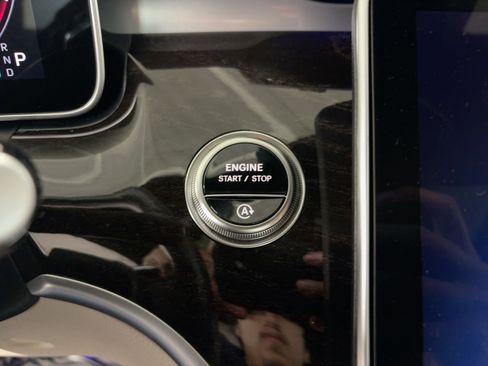 R
N P
D
ENGINE
START / STOP
A